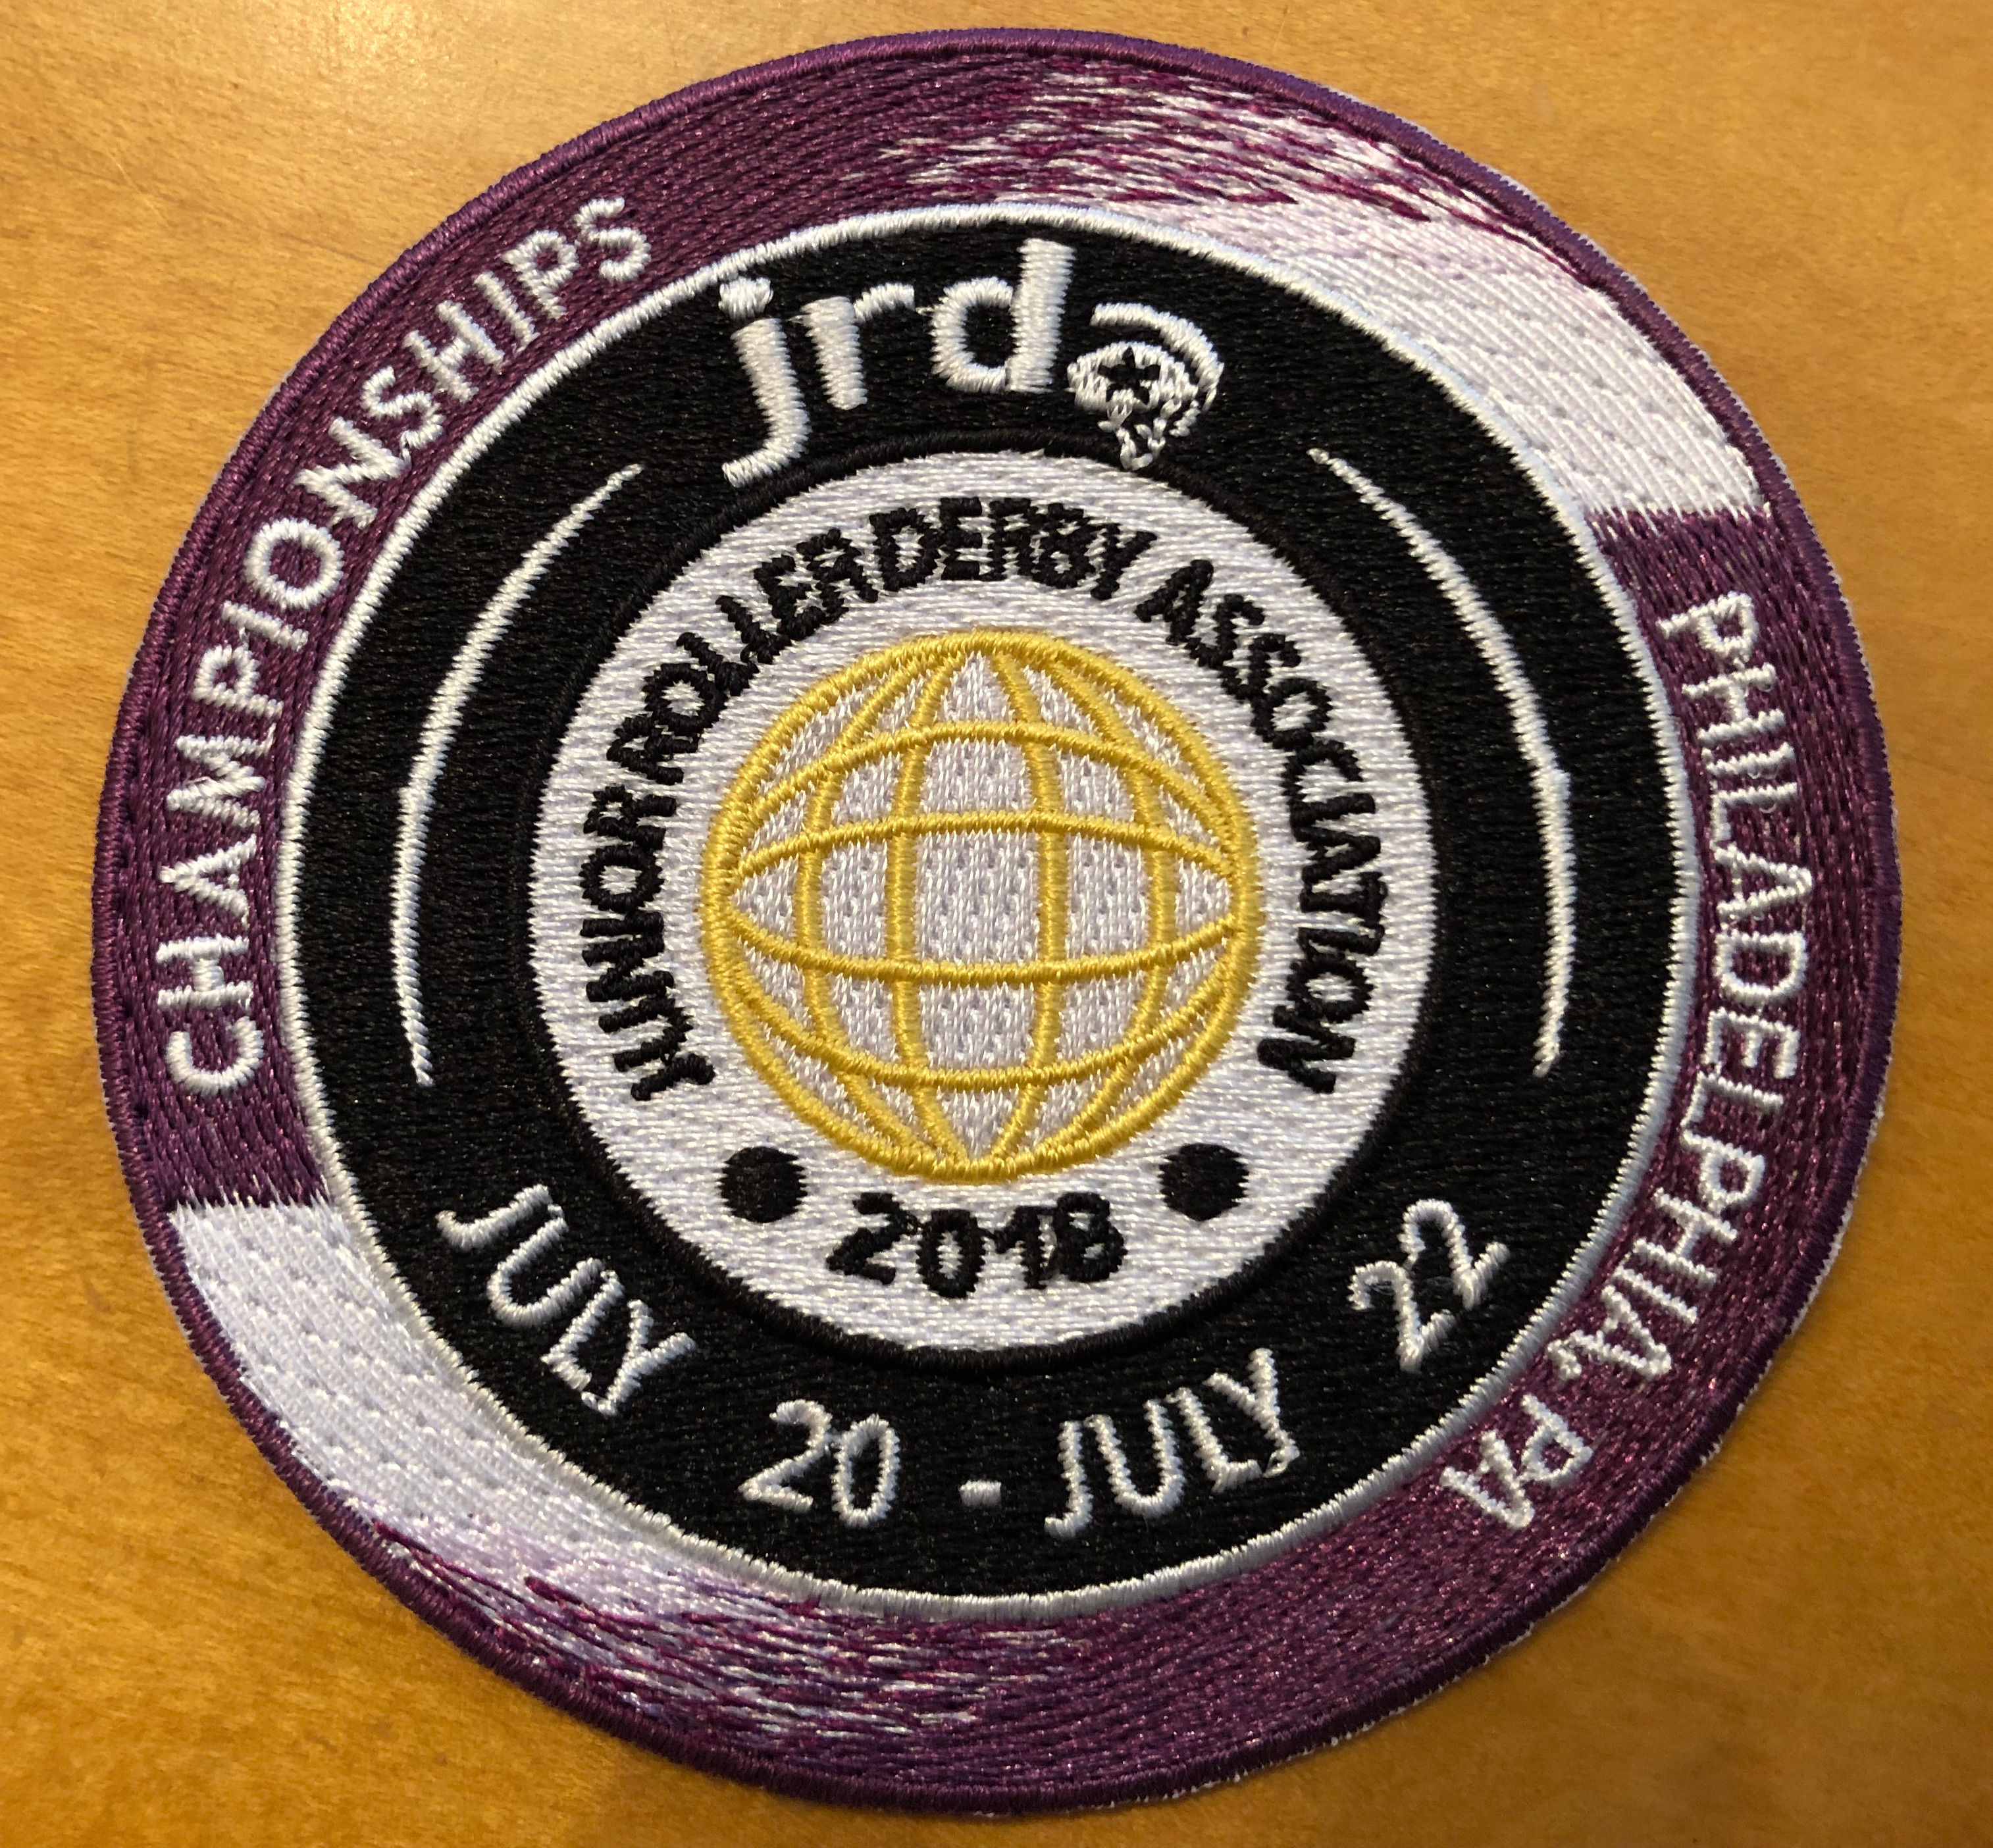 CHAMPIONSHIPS
jrda
JUNIOR ROLLER DERBY ASSOCIATION
2018
JULY 20 - JULY 22
PHILADELPHIA, PA